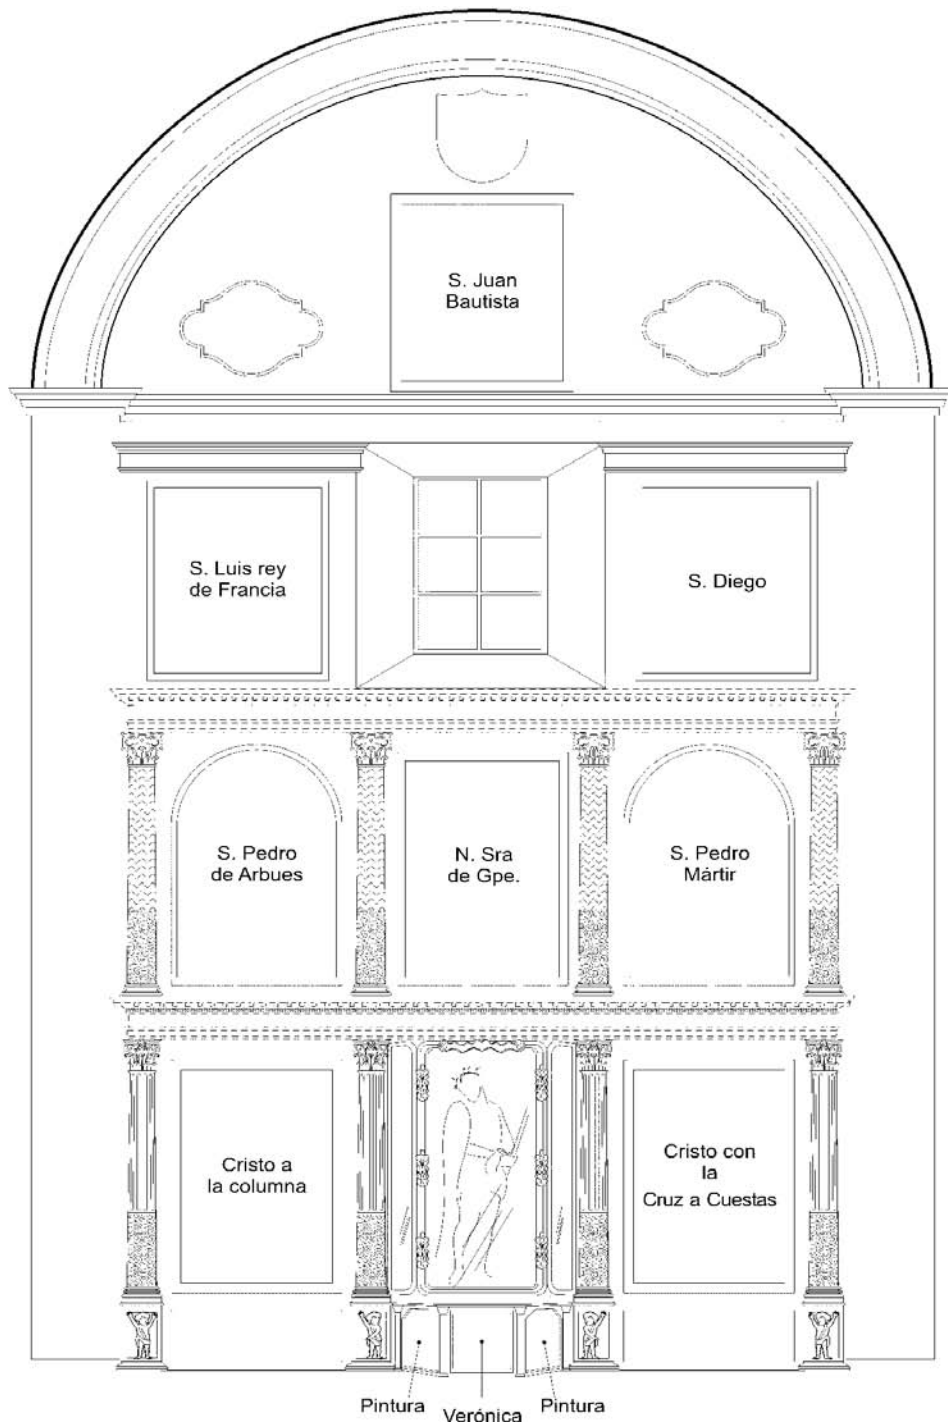 S. Juan
Bautista
S. Luis rey
de Francia
S. Diego
S. Pedro
de Arbues
N. Sra
de Gpe.
S. Pedro
Mártir
Cristo a
la columna
Cristo con
la
Cruz a Cuestas
Pintura
Verónica
Pintura